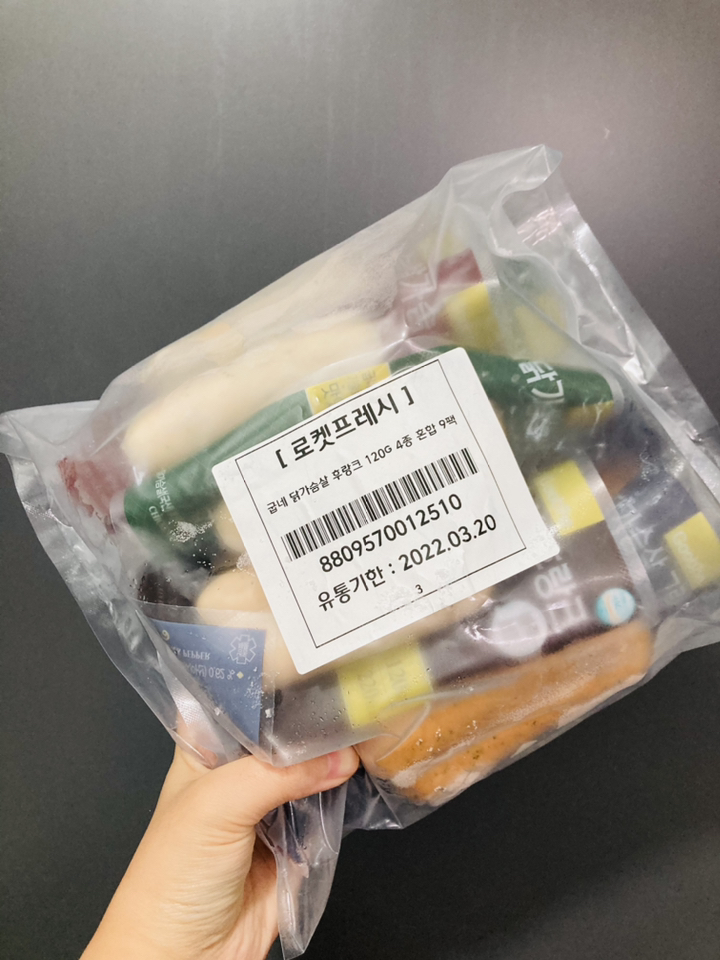 [ 로켓프레시 ]
굽네 닭가슴살 후랑크 120G 4종 혼합 9팩
8809570012510
유통기한 : 2022.03.20
3